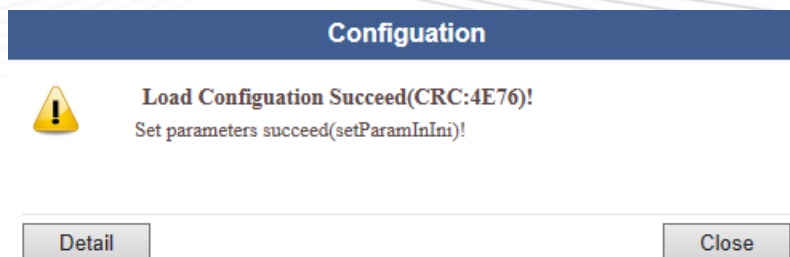 Configuation
Load Configuation Succeed(CRC:4E76)!
Set parameters succeed(setParamInIni)!
Detail
Close